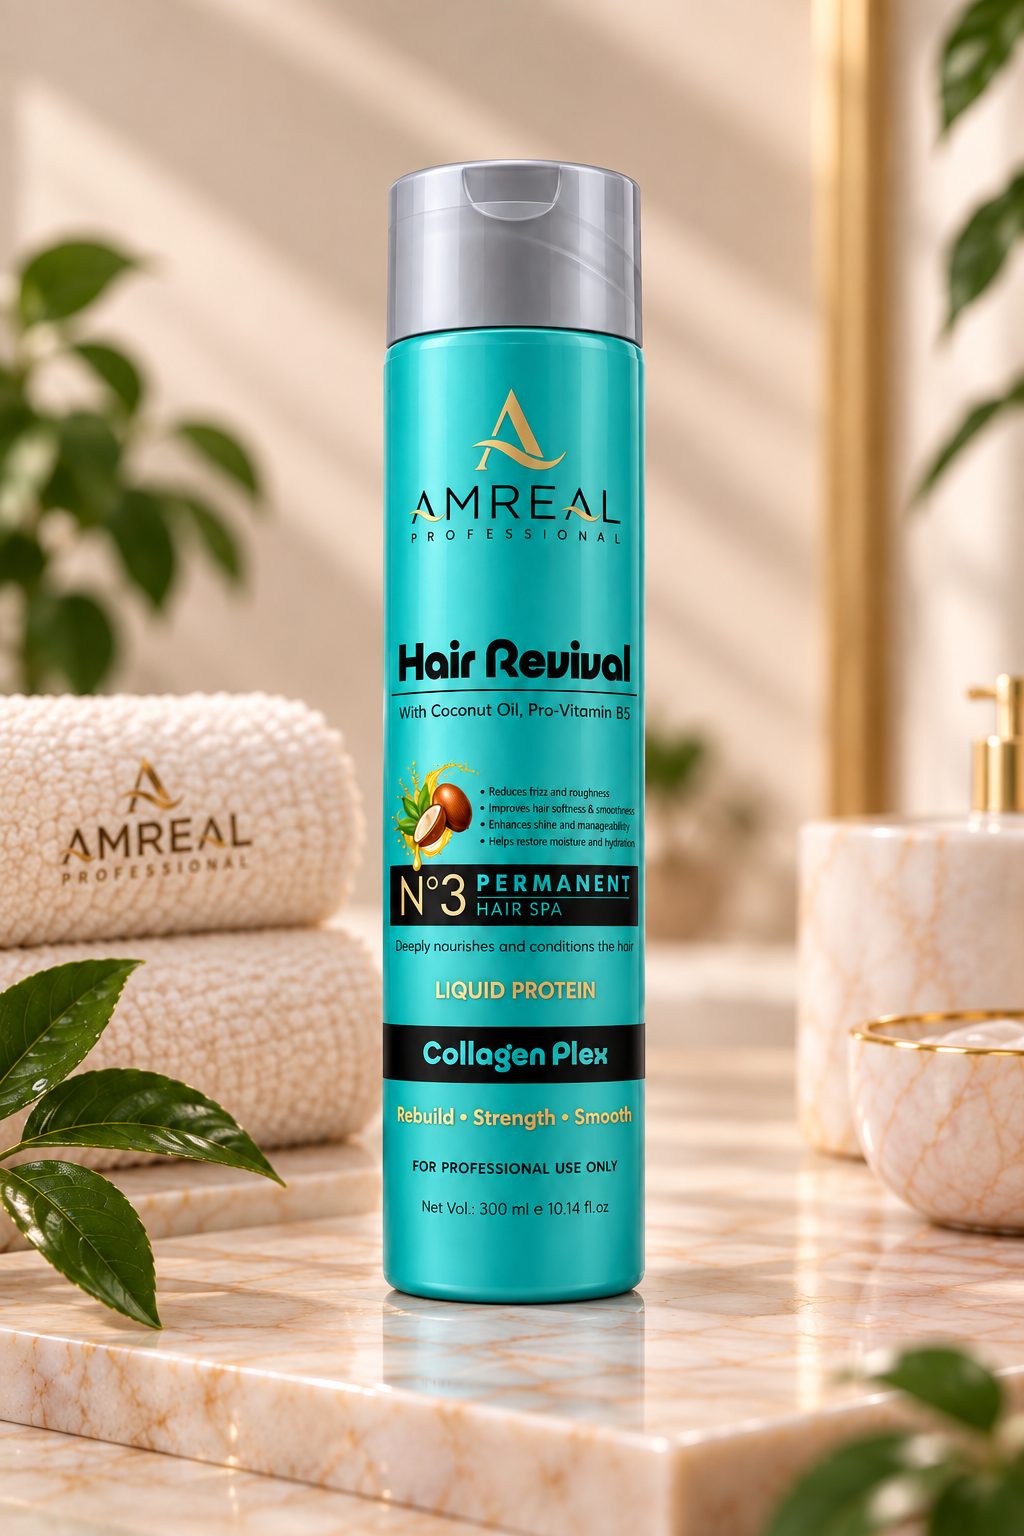 AMREAL
PROFESSIONAL
Hair Revival
With Coconut Oil, Pro-Vitamin B5
• Reduces frizz and roughness
• Improves hair softness & smoothness
• Enhances shine and manageability
• Helps restore moisture and hydration
N°3 PERMANENT
HAIR SPA
Deeply nourishes and conditions the hair
LIQUID PROTEIN
Collagen Plex
Rebuild • Strength • Smooth
FOR PROFESSIONAL USE ONLY
Net Vol.: 300 ml e 10.14 fl.oz
AMREAL
PROFESSIONAL